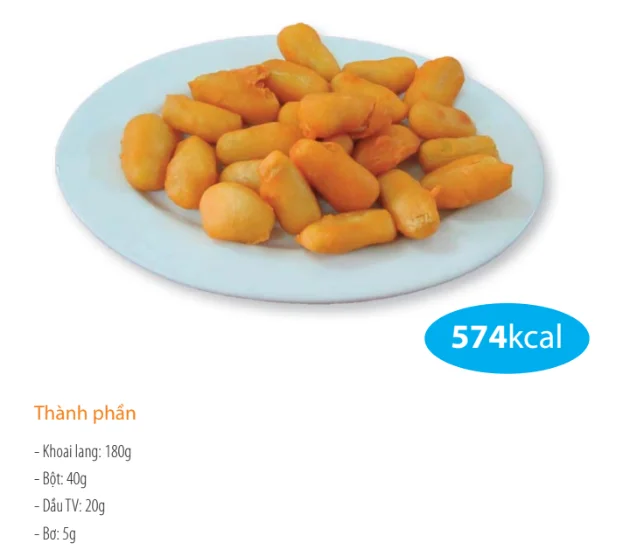 574kcal
Thành phần
- Khoai lang: 180g
- Bột: 40g
- Dầu TV: 20g
- Bơ: 5g